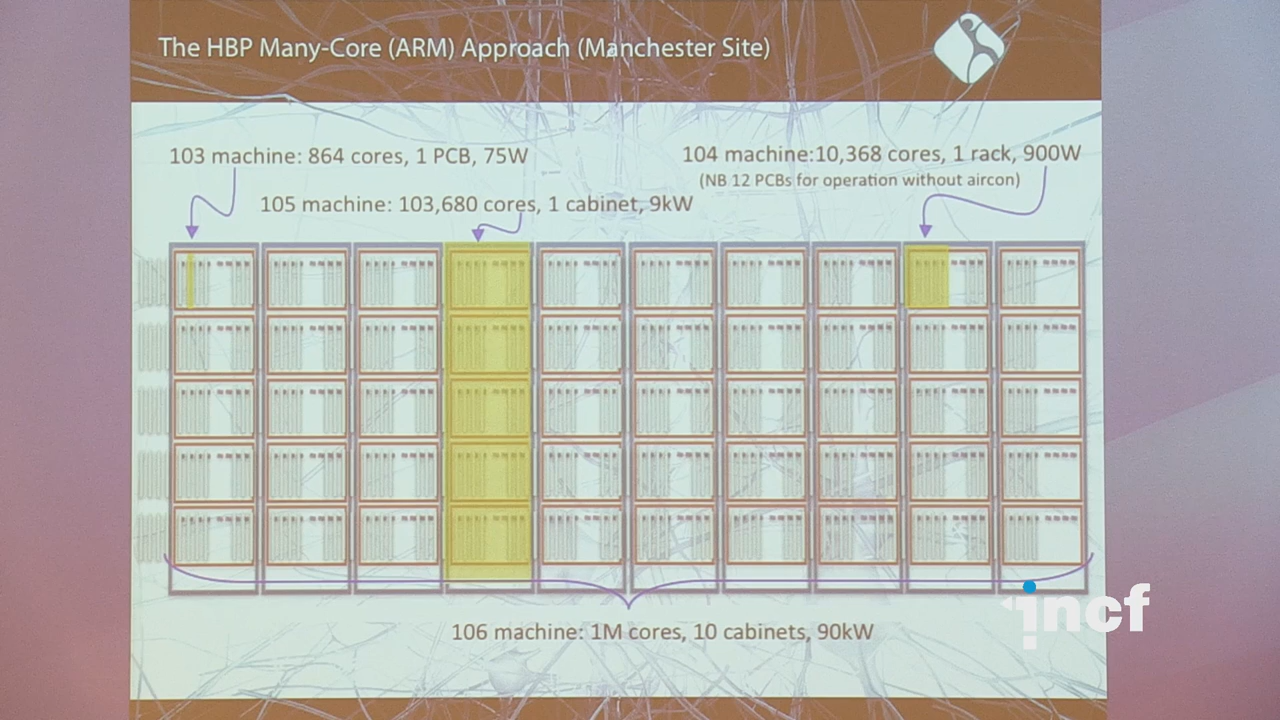 The HBP Many-Core (ARM) Approach (Manchester Site)
103 machine: 864 cores, 1 PCB, 75W
104 machine:10,368 cores, 1 rack, 900W
(NB 12 PCBs for operation without aircon)
105 machine: 103,680 cores, 1 cabinet, 9kW
106 machine: 1M cores, 10 cabinets, 90kW
incf